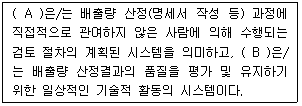 ( A )은/는 배출량 산정(명세서 작성 등) 과정에
직접적으로 관여하지 않은 사람에 의해 수행되는
검토 절차의 계획된 시스템을 의미하고, ( B )은/
는 배출량 산정결과의 품질을 평가 및 유지하기
위한 일상적인 기술적 활동의 시스템이다.